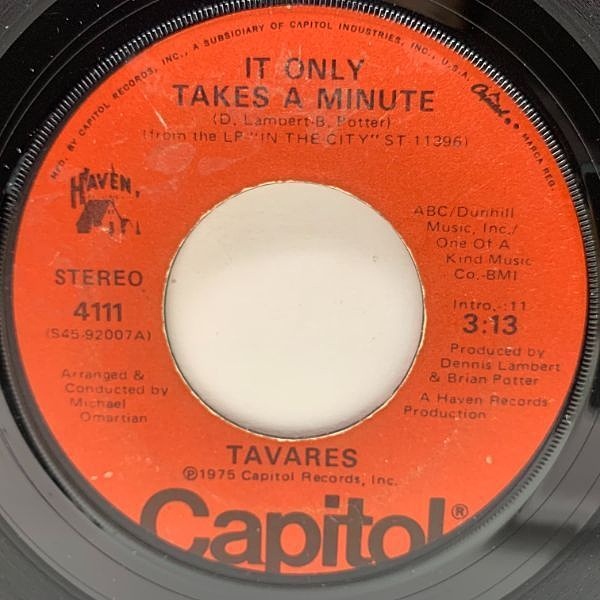 MFD. BY CAPITOL RECORDS, INC., A SUBSIDIARY OF CAPITOL INDUSTRIES, INC., U.S.A. Capitol • MARCA REG.
IT ONLY
TAKES A MINUTE
(D. Lambert-B. Potter)
(from the LP "IN THE CITY" ST-11396)
HAVEN
STEREO
4111
(S45-92007A)
Arranged &
Conducted by
Michael
Omartian
ABC/Dunhill
Music, Inc./
One Of A
Kind Music
Co.-BMI
Intro.-:11
3:13
Produced by
Dennis Lambert
& Brian Potter
A Haven Records
Production
TAVARES
℗1975 Capitol Records, Inc.
Capitol®